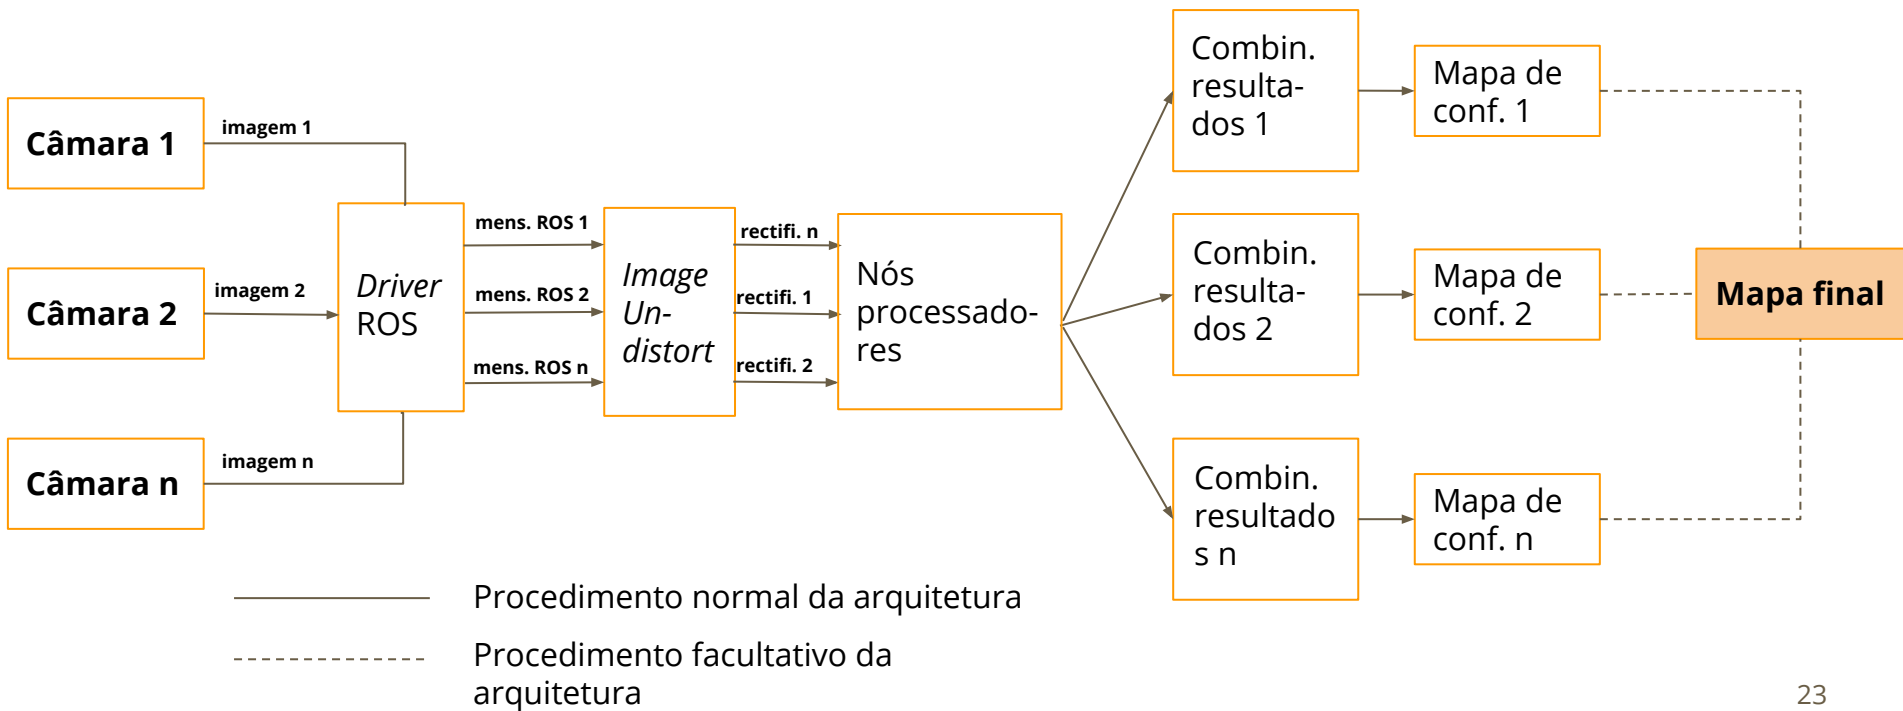 Câmara 1
imagem 1
Câmara 2
imagem 2
Câmara n
imagem n
Driver
ROS
mens. ROS 1
mens. ROS 2
mens. ROS n
Image
Un-
distort
rectifi. n
rectifi. 1
rectifi. 2
Nós
processado-
res
Combin.
resulta-
dos 1
Mapa de
conf. 1
Combin.
resulta-
dos 2
Mapa de
conf. 2
Combin.
resultado
s n
Mapa de
conf. n
Mapa final
Procedimento normal da arquitetura
Procedimento facultativo da
arquitetura
23